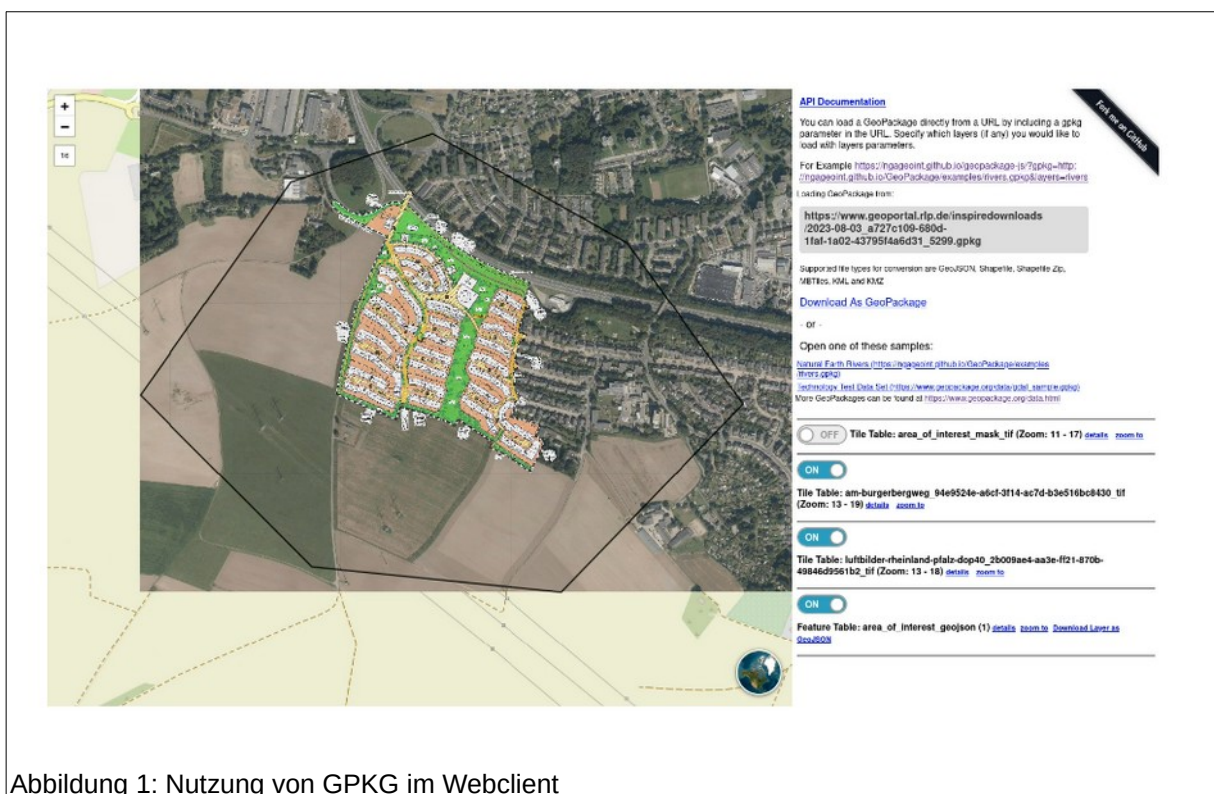 +
−
16
API Documentation
You can load a GeoPackage directly from a URL by including a gpkg
parameter in the URL. Specify which layers (if any) you would like to
load with layers parameters.
For Example https://ngageoint.github.io/geopackage-js/?gpkg=http:
//ngageoint.github.io/GeoPackage/examples/rivers.gpkg&layers=rivers
Loading GeoPackage from:
https://www.geoportal.rlp.de/inspiredownloads
/2023-08-03_a727c109-680d-
1faf-1a02-43795f4a6d31_5299.gpkg
Supported file types for conversion are GeoJSON, Shapefile, Shapefile Zip,
MBTiles, KML and KMZ
Download As GeoPackage
- or -
Open one of these samples:
Natural Earth Rivers (https://ngageoint.github.io/GeoPackage/examples
/rivers.gpkg)
Technology Test Data Set (https://www.geopackage.org/data/gdal_sample.gpkg)
More GeoPackages can be found at https://www.geopackage.org/data.html
Fork me on GitHub
OFF Tile Table: area_of_interest_mask_tif (Zoom: 11 - 17) details zoom to
ON
Tile Table: am-burgerbergweg_94e9524e-a6cf-3f14-ac7d-b3e516bc8430_tif
(Zoom: 13 - 19) details zoom to
ON
Tile Table: luftbilder-rheinland-pfalz-dop40_2b009ae4-aa3e-ff21-870b-
49846d9561b2_tif (Zoom: 13 - 18) details zoom to
ON
Feature Table: area_of_interest_geojson (1) details zoom to Download Layer as
GeoJSON
Abbildung 1: Nutzung von GPKG im Webclient